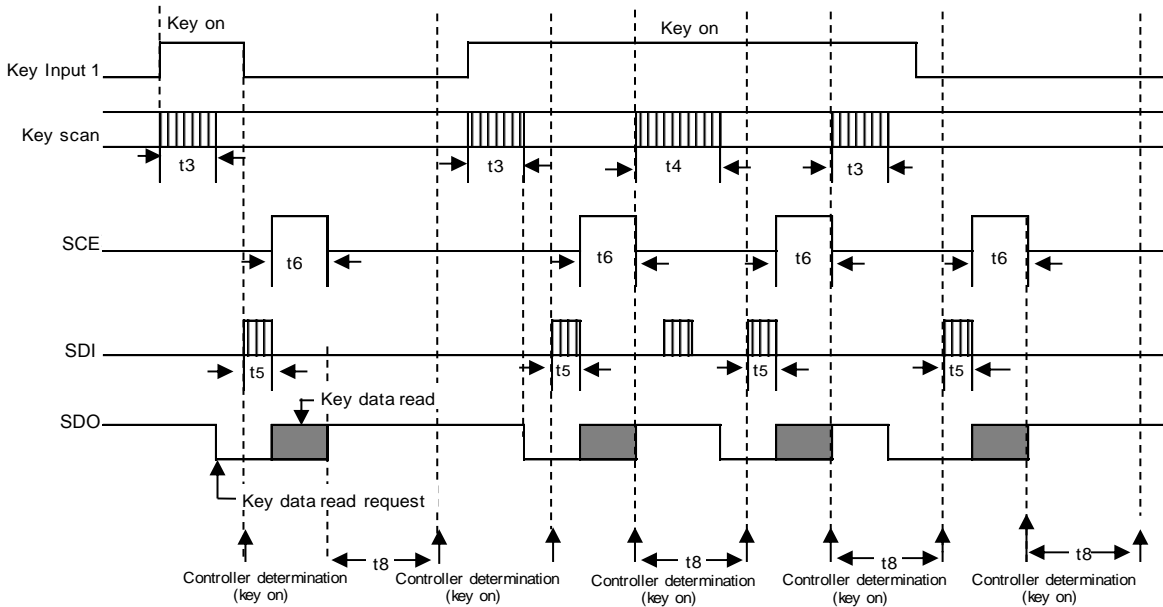 Key on
Key on
Key Input 1
Key scan
t3
t3
t4
t3
SCE
t6
t6
t6
t6
SDI
t5
t5
t5
t5
Key data read
SDO
Key data read request
t8
t8
t8
t8
Controller determination
(key on)
Controller determination
(key on)
Controller determination
(key on)
Controller determination
(key on)
Controller determination
(key on)